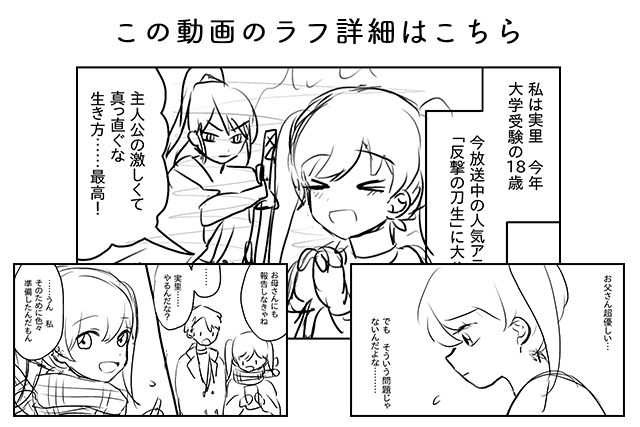 この動画のラフ詳細はこちら
私は実里　今年
大学受験の18歳
今放送中の人気ア
「反撃の刀生」に大
主人公の激しくて
真っ直ぐな
生き方……最高！
お母さんにも
報告しなきゃね
……
実里……
やるんだな？
……うん　私
そのために色々
準備したんだもん
お父さん超優しい…
でも　そういう問題じゃ
ないんだよな………